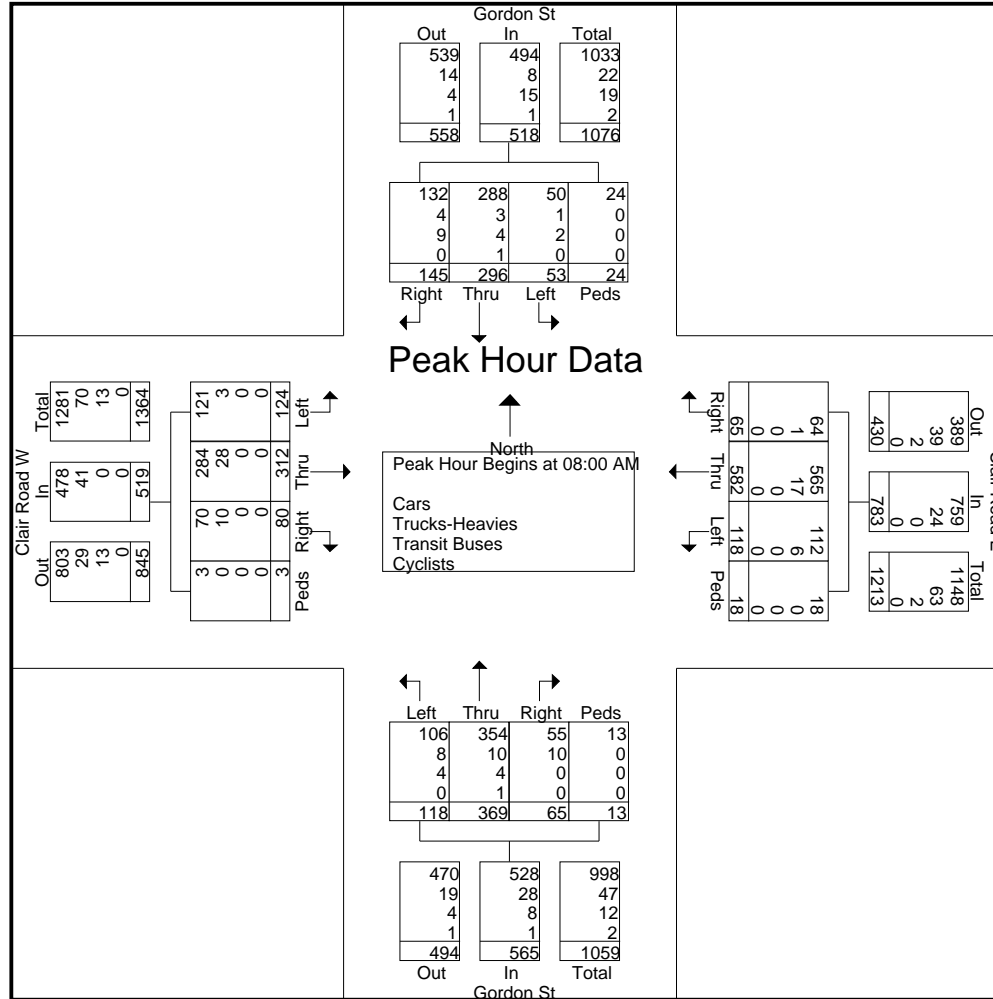 Gordon St
Out In Total
539 494 1033
14 8 22
4 15 19
1 1 2
558 518 1076
132 288 50 24
4 3 1 0
9 4 2 0
0 1 0 0
145 296 53 24
Right Thru Left Peds
Peak Hour Data
Clair Road W
Total
1281
70
13
0
1364
In
478
41
0
0
519
Out
803
29
13
0
845
121
3
0
0
124
Left
284
28
0
0
312
Thru
70
10
0
0
80
Right
3
0
0
0
3
Peds
North
Peak Hour Begins at 08:00 AM
Cars
Trucks-Heavies
Transit Buses
Cyclists
Right
64
1
0
0
65
Thru
565
17
0
0
582
Left
112
6
0
0
118
Peds
18
0
0
0
18
Out
389
39
2
0
430
In
759
24
0
0
783
Total
1148
63
2
0
1213
Left Thru Right Peds
106 354 55 13
8 10 10 0
4 4 0 0
0 1 0 0
118 369 65 13
470 528 998
19 28 47
4 8 12
1 1 2
494 565 1059
Out In Total
Gordon St